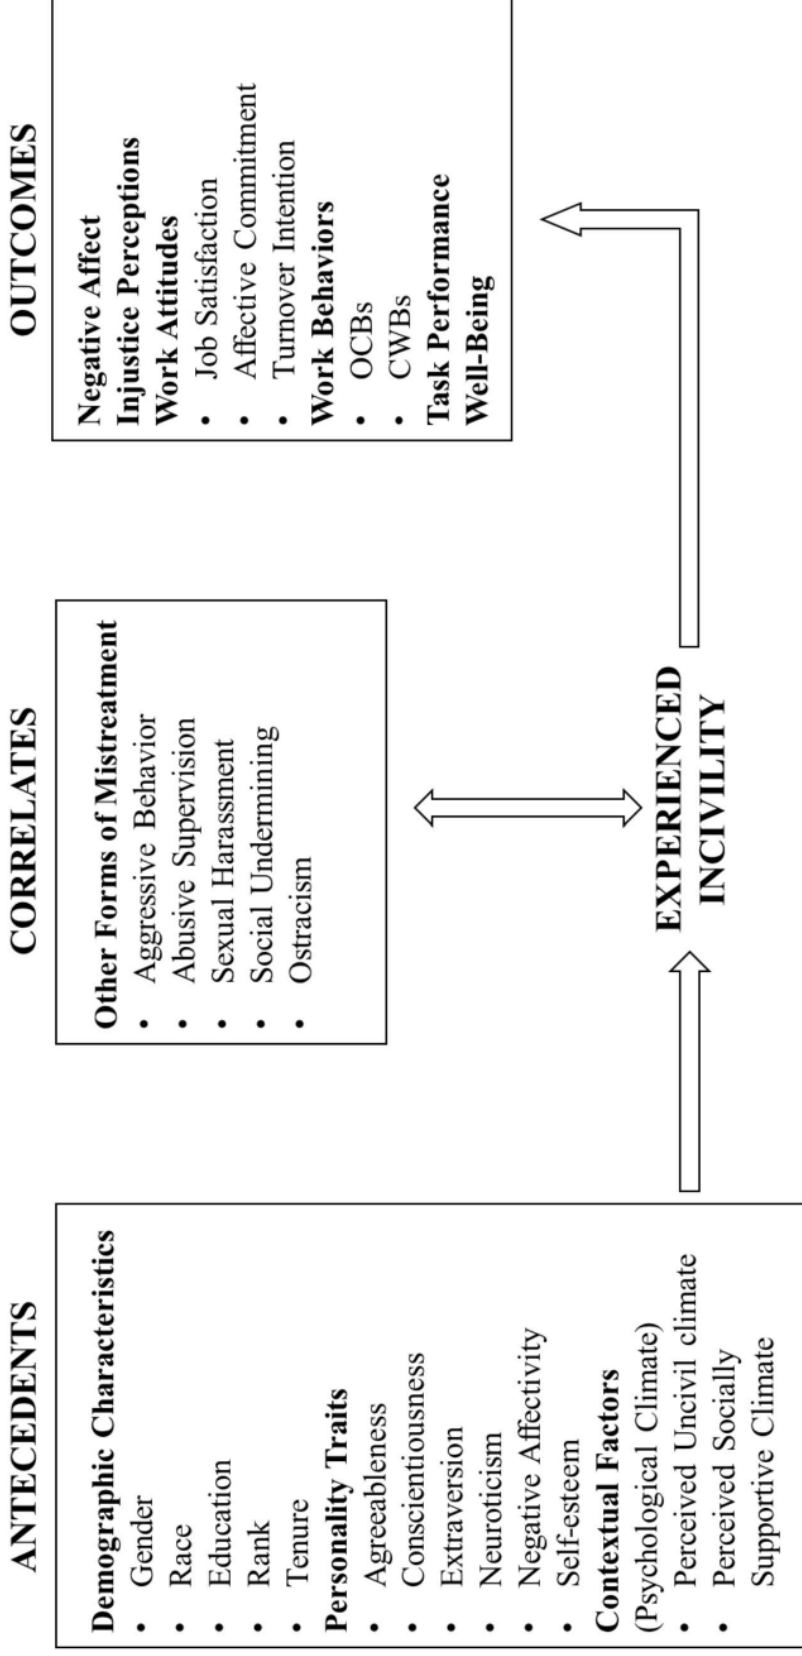 ANTECEDENTS
Demographic Characteristics
• Gender
• Race
• Education
• Rank
• Tenure
Personality Traits
• Agreeableness
• Conscientiousness
• Extraversion
• Neuroticism
• Negative Affectivity
• Self-esteem
Contextual Factors
(Psychological Climate)
• Perceived Uncivil climate
• Perceived Socially
Supportive Climate
CORRELATES
Other Forms of Mistreatment
• Aggressive Behavior
• Abusive Supervision
• Sexual Harassment
• Social Undermining
• Ostracism
EXPERIENCED
INCIVILITY
OUTCOMES
Negative Affect
Injustice Perceptions
Work Attitudes
• Job Satisfaction
• Affective Commitment
• Turnover Intention
Work Behaviors
• OCBs
• CWBs
Task Performance
Well-Being